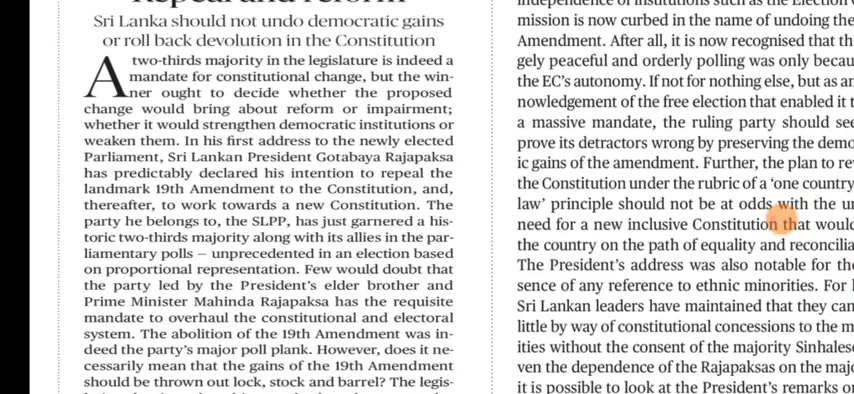 Repeal and reform
Sri Lanka should not undo democratic gains
or roll back devolution in the Constitution
A two-thirds majority in the legislature is indeed a
mandate for constitutional change, but the win-
ner ought to decide whether the proposed
change would bring about reform or impairment;
whether it would strengthen democratic institutions or
weaken them. In his first address to the newly elected
Parliament, Sri Lankan President Gotabaya Rajapaksa
has predictably declared his intention to repeal the
landmark 19th Amendment to the Constitution, and,
thereafter, to work towards a new Constitution. The
party he belongs to, the SLPP, has just garnered a his-
toric two-thirds majority along with its allies in the par-
liamentary polls — unprecedented in an election based
on proportional representation. Few would doubt that
the party led by the President's elder brother and
Prime Minister Mahinda Rajapaksa has the requisite
mandate to overhaul the constitutional and electoral
system. The abolition of the 19th Amendment was in-
deed the party's major poll plank. However, does it ne-
cessarily mean that the gains of the 19th Amendment
should be thrown out lock, stock and barrel? The legis-
independence of institutions such as the Election
mission is now curbed in the name of undoing the
Amendment. After all, it is now recognised that th
gely peaceful and orderly polling was only becau
the EC's autonomy. If not for nothing else, but as an
nowledgement of the free election that enabled it t
a massive mandate, the ruling party should see
prove its detractors wrong by preserving the demo
ic gains of the amendment. Further, the plan to re
the Constitution under the rubric of a 'one country
law' principle should not be at odds with the ur
need for a new inclusive Constitution that would
the country on the path of equality and reconcilia
The President's address was also notable for the
sence of any reference to ethnic minorities. For
Sri Lankan leaders have maintained that they can
little by way of constitutional concessions to the m
ities without the consent of the majority Sinhales
ven the dependence of the Rajapaksas on the majo
it is possible to look at the President's remarks or